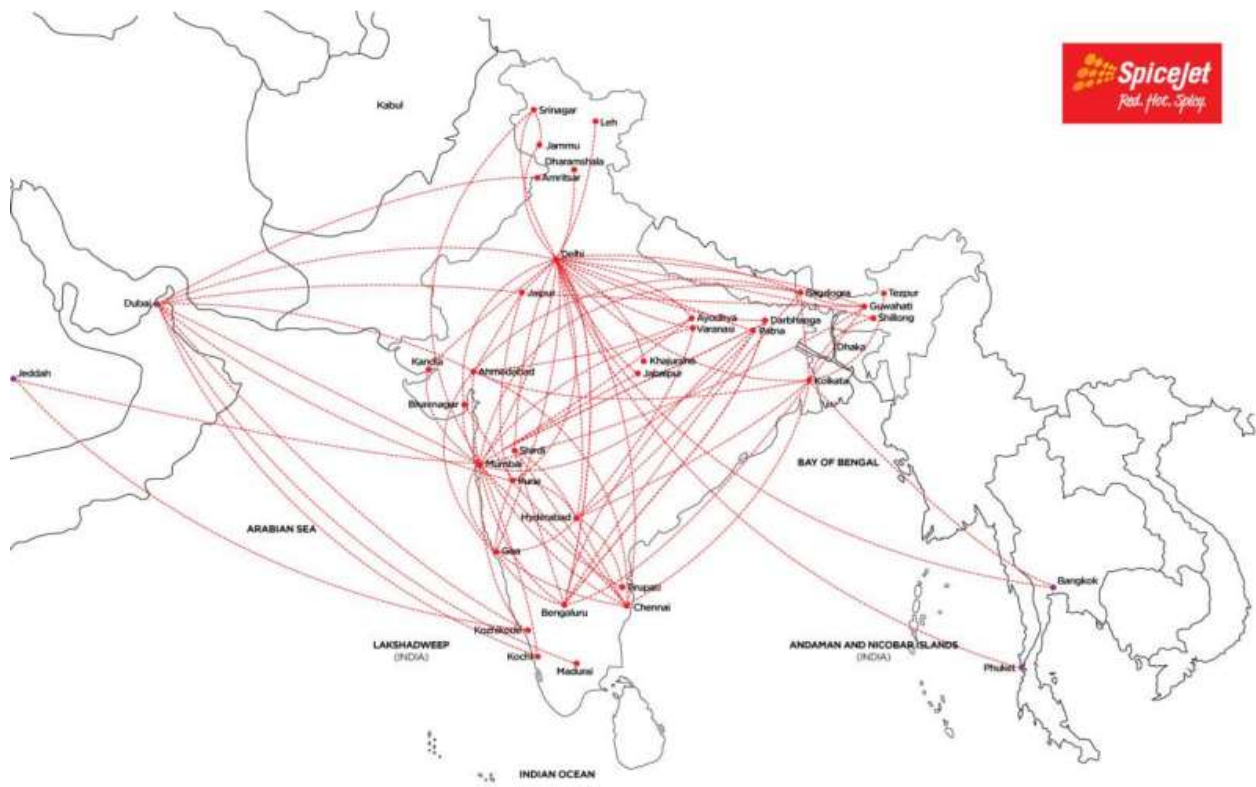 SpiceJet
Red. Hot. Spicy.
Kabul
Srinagar
Leh
Jammu
Dharamshala
Amritsar
Delhi
Dubai
Jaipur
Bagdogra
Tezpur
Guwahati
Shillong
Ayodhya
Darbhanga
Varanasi
Patna
Dhaka
Kandla
Ahmedabad
Khajuraho
Jabalpur
Kolkata
Jeddah
Bhavnagar
Shirdi
Mumbai
BAY OF BENGAL
Pune
Hyderabad
ARABIAN SEA
Goa
Tirupati
Bangkok
Bengaluru
Chennai
Kozhikode
LAKSHADWEEP
(INDIA)
ANDAMAN AND NICOBAR ISLANDS
(INDIA)
Kochi
Madurai
Phuket
INDIAN OCEAN